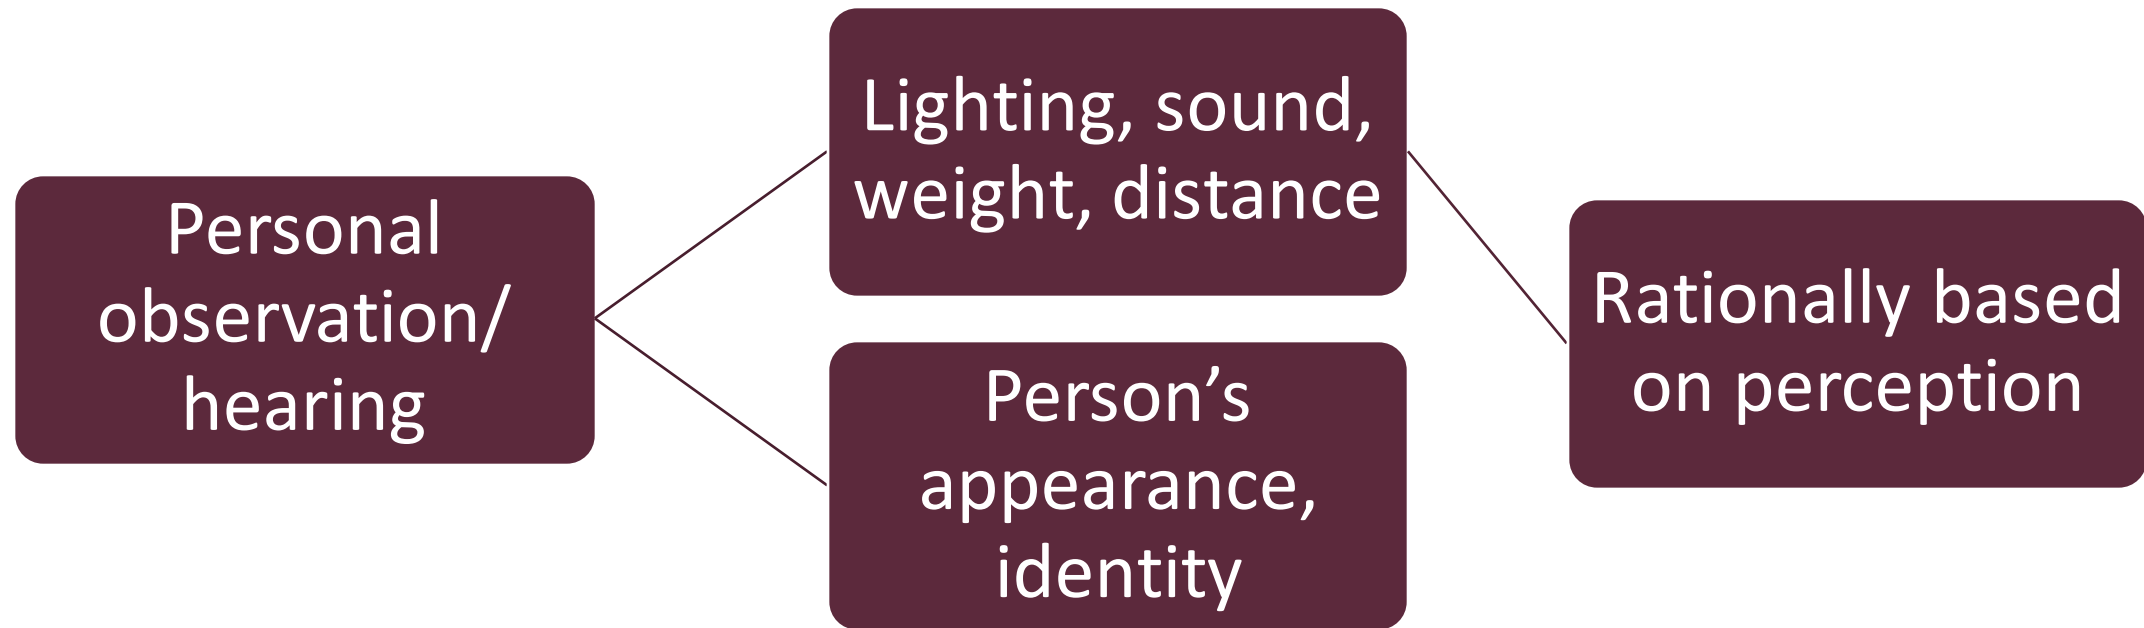 Personal
observation/
hearing
Lighting, sound,
weight, distance
Person’s
appearance,
identity
Rationally based
on perception